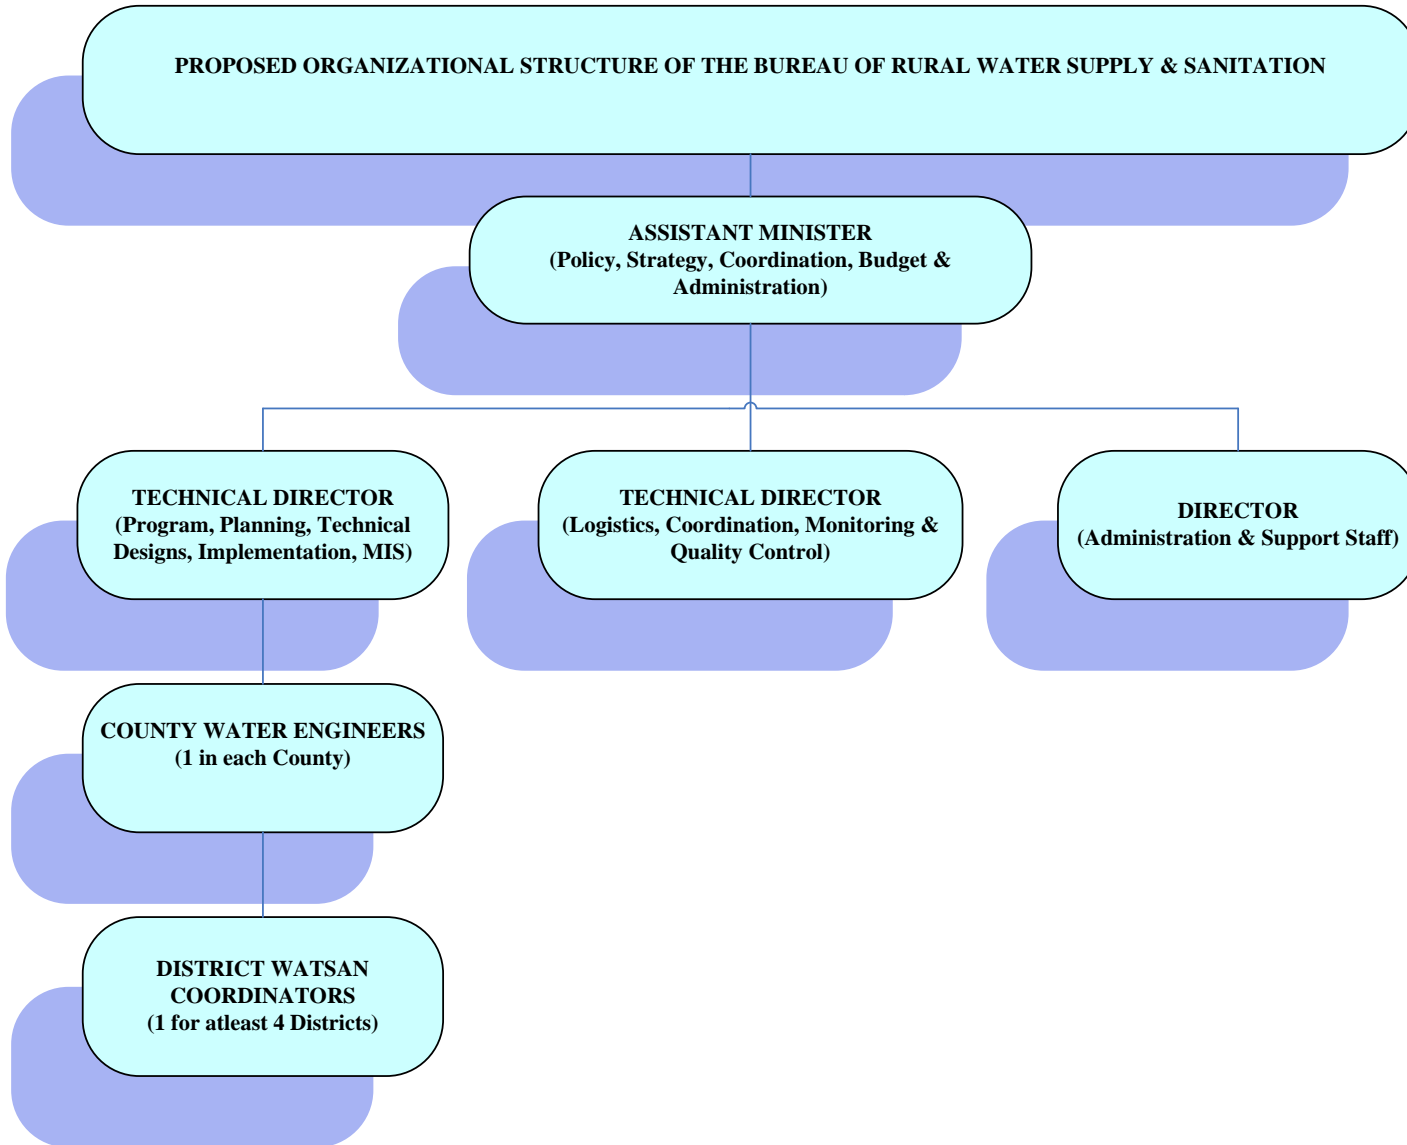 PROPOSED ORGANIZATIONAL STRUCTURE OF THE BUREAU OF RURAL WATER SUPPLY & SANITATION
ASSISTANT MINISTER
(Policy, Strategy, Coordination, Budget &
Administration)
TECHNICAL DIRECTOR
(Program, Planning, Technical
Designs, Implementation, MIS)
TECHNICAL DIRECTOR
(Logistics, Coordination, Monitoring &
Quality Control)
DIRECTOR
(Administration & Support Staff)
COUNTY WATER ENGINEERS
(1 in each County)
DISTRICT WATSAN
COORDINATORS
(1 for atleast 4 Districts)